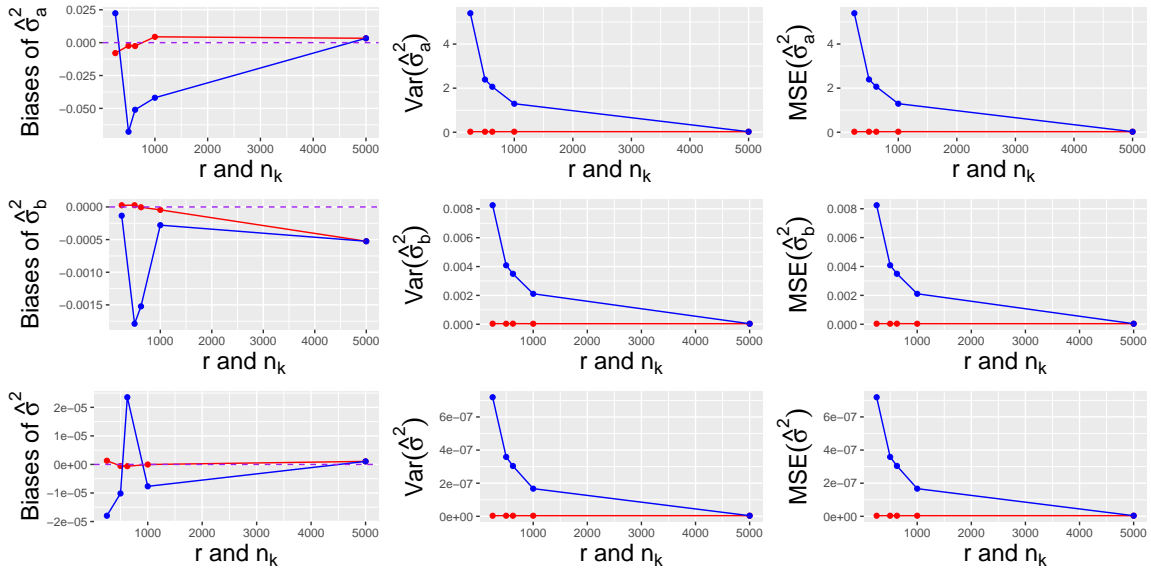 Biases of σ̂²ₐ
0.025
0.000
−0.025
−0.050
1000 2000 3000 4000 5000
r and nₖ
Var(σ̂²ₐ)
4
2
0
1000 2000 3000 4000 5000
r and nₖ
MSE(σ̂²ₐ)
4
2
0
1000 2000 3000 4000 5000
r and nₖ
Biases of σ̂²_b
0.0000
−0.0005
−0.0010
−0.0015
1000 2000 3000 4000 5000
r and nₖ
Var(σ̂²_b)
0.008
0.006
0.004
0.002
0.000
1000 2000 3000 4000 5000
r and nₖ
MSE(σ̂²_b)
0.008
0.006
0.004
0.002
0.000
1000 2000 3000 4000 5000
r and nₖ
Biases of σ̂²
2e−05
1e−05
0e+00
−1e−05
−2e−05
1000 2000 3000 4000 5000
r and nₖ
Var(σ̂²)
6e−07
4e−07
2e−07
0e+00
1000 2000 3000 4000 5000
r and nₖ
MSE(σ̂²)
6e−07
4e−07
2e−07
0e+00
1000 2000 3000 4000 5000
r and nₖ